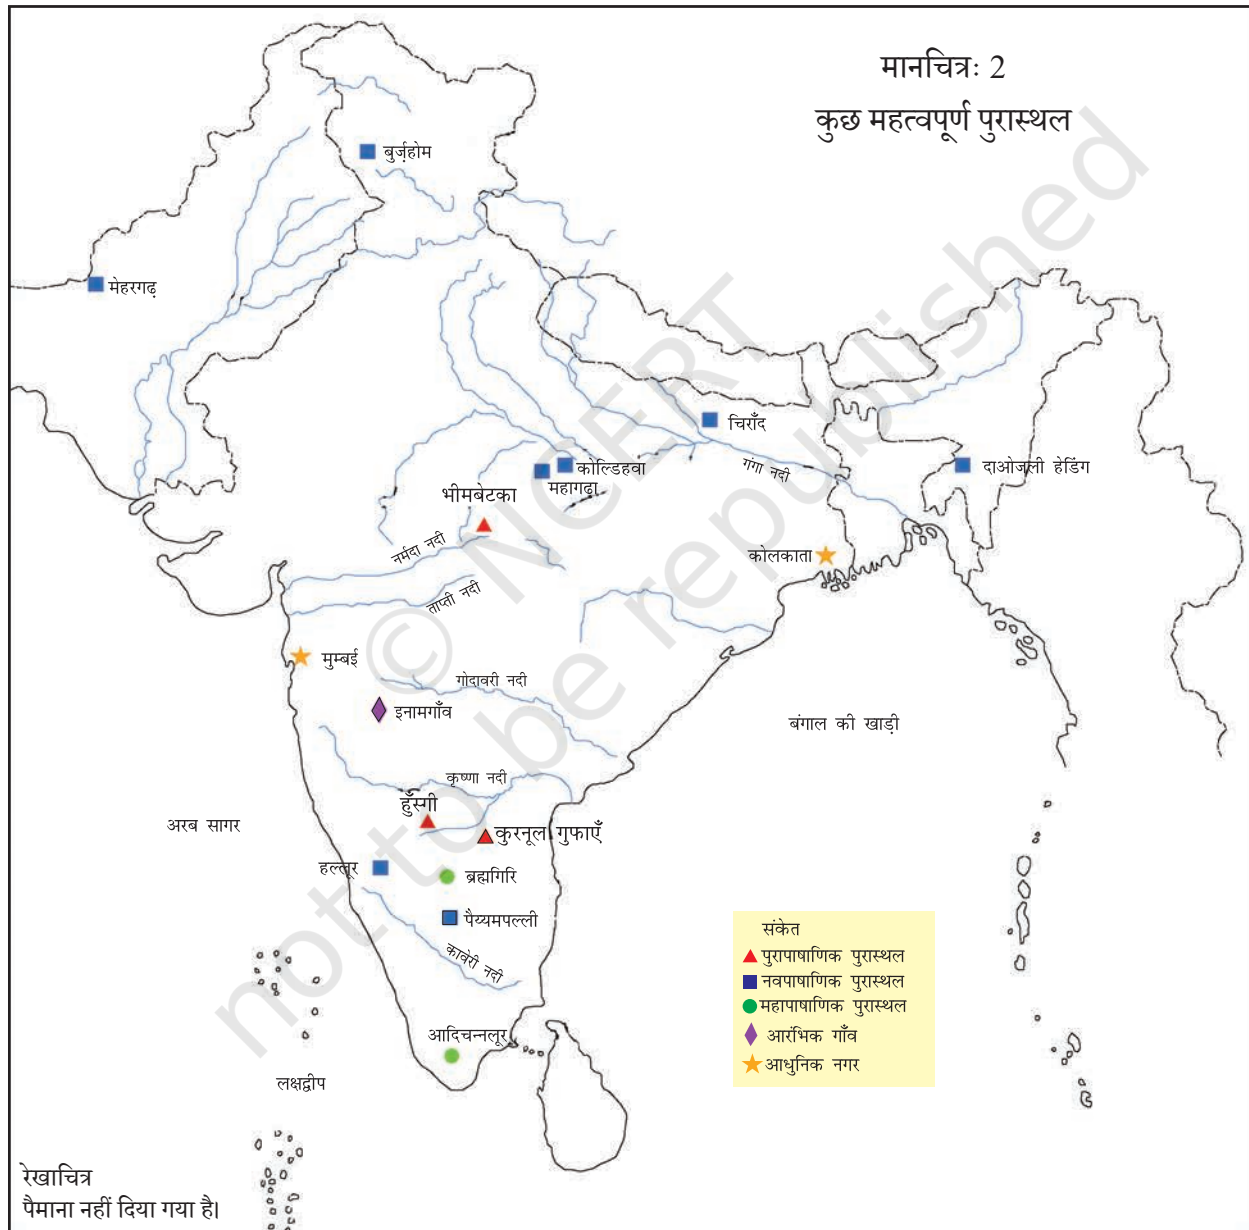 मानचित्रः 2
कुछ महत्वपूर्ण पुरास्थल
बुर्ज़होम
मेहरगढ़
चिराँद
कोल्डिहवा
महागढ़ा
गंगा नदी
दाओजली हेडिंग
भीमबेटका
नर्मदा नदी
कोलकाता
ताप्ती नदी
मुम्बई
गोदावरी नदी
इनामगाँव
बंगाल की खाड़ी
कृष्णा नदी
हुँस्गी
अरब सागर
कुरनूल गुफाएँ
हल्लूर
ब्रह्मगिरि
पैय्यमपल्ली
कावेरी नदी
संकेत
पुरापाषाणिक पुरास्थल
नवपाषाणिक पुरास्थल
महापाषाणिक पुरास्थल
आरंभिक गाँव
आधुनिक नगर
आदिचन्नलूर
लक्षद्वीप
रेखाचित्र
पैमाना नहीं दिया गया है।
© NCERT
not to be republished